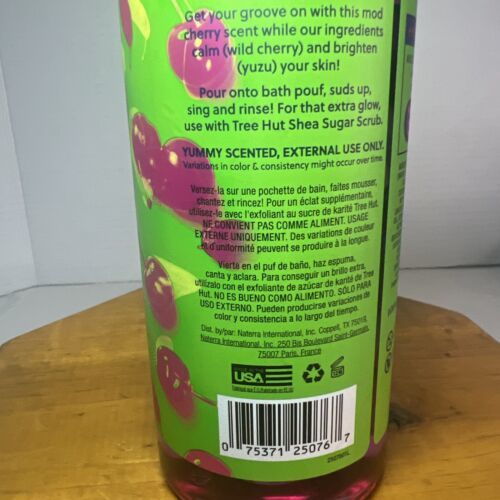 Get your groove on with this mod
cherry scent while our ingredients
calm (wild cherry) and brighten
(yuzu) your skin!
Pour onto bath pouf, suds up,
sing and rinse! For that extra glow,
use with Tree Hut Shea Sugar Scrub.
YUMMY SCENTED, EXTERNAL USE ONLY.
Variations in color & consistency might occur over time.
Versez-la sur une pochette de bain, faites mousser,
chantez et rincez! Pour un éclat supplémentaire,
utilisez-le avec l'exfoliant au sucre de karité Tree Hut.
NE CONVIENT PAS COMME ALIMENT. USAGE
EXTERNE UNIQUEMENT. Des variations de couleur
et d'uniformité peuvent se produire à la longue.
Vierte en el puf de baño, haz espuma,
canta y aclara. Para conseguir un brillo extra,
utilízalo con el exfoliante de azúcar de karité de Tree
Hut. NO ES BUENO COMO ALIMENTO. SÓLO PARA
USO EXTERNO. Pueden producirse variaciones de
color y consistencia a lo largo del tiempo.
Dist. by/par: Naterra International, Inc. Coppell, TX 75019,
Naterra International, Inc. 250 Bis Boulevard Saint-Germain,
75007 Paris, France
USA
0 75371 25076 7